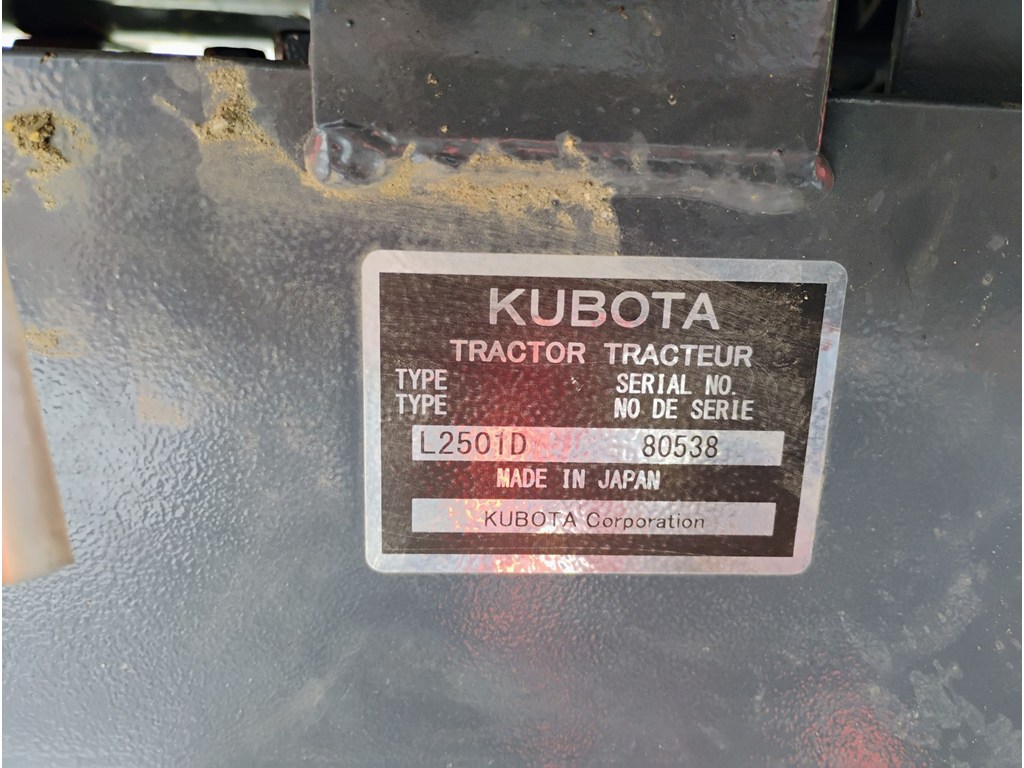 KUBOTA
TRACTOR TRACTEUR
TYPE SERIAL NO.
TYPE NO DE SERIE
L2501D 80538
MADE IN JAPAN
KUBOTA Corporation